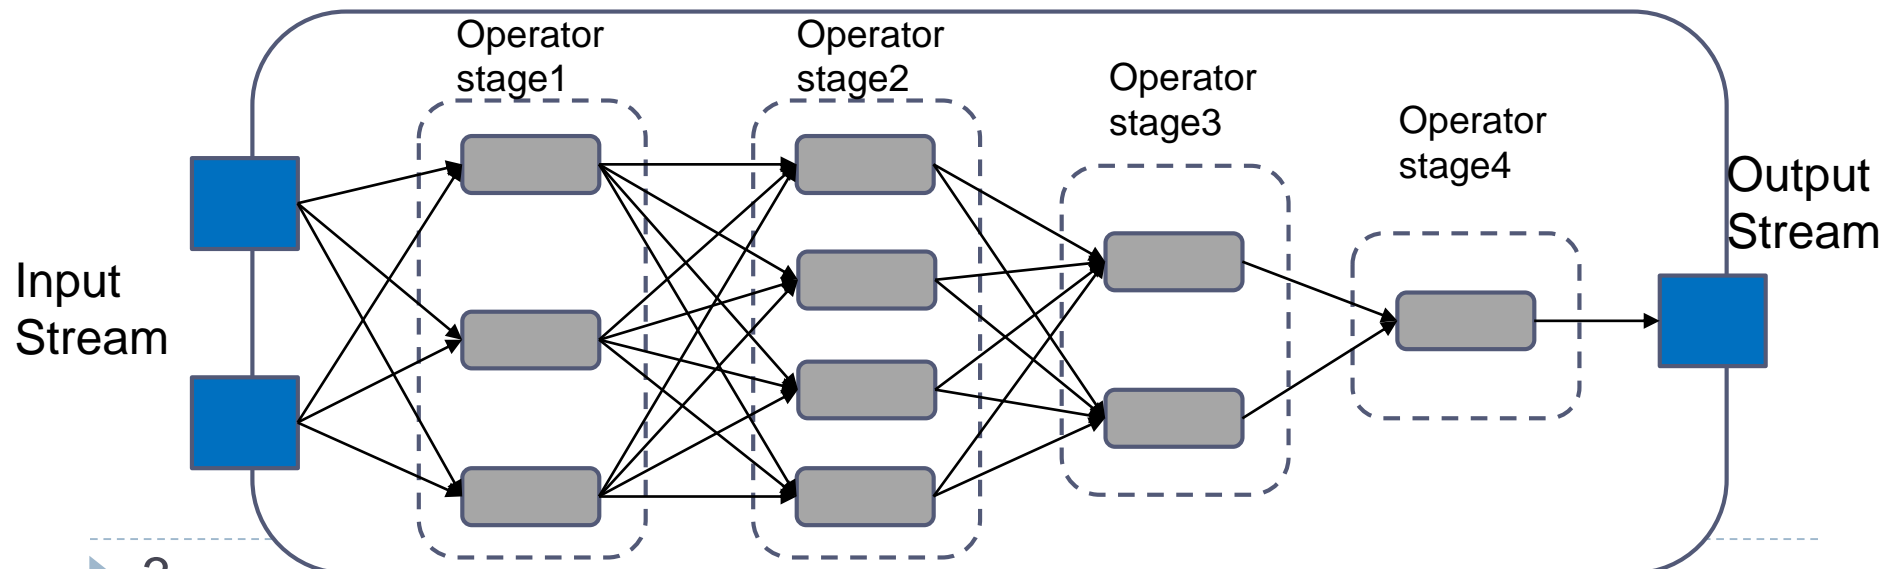 Operator
stage1
Operator
stage2
Operator
stage3
Operator
stage4
Input
Stream
Output
Stream